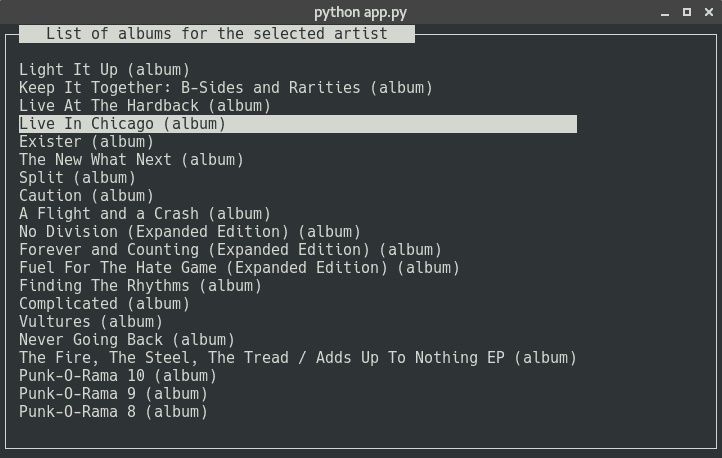 python app.py
List of albums for the selected artist
Light It Up (album)
Keep It Together: B-Sides and Rarities (album)
Live At The Hardback (album)
Live In Chicago (album)
Exister (album)
The New What Next (album)
Split (album)
Caution (album)
A Flight and a Crash (album)
No Division (Expanded Edition) (album)
Forever and Counting (Expanded Edition) (album)
Fuel For The Hate Game (Expanded Edition) (album)
Finding The Rhythms (album)
Complicated (album)
Vultures (album)
Never Going Back (album)
The Fire, The Steel, The Tread / Adds Up To Nothing EP (album)
Punk-O-Rama 10 (album)
Punk-O-Rama 9 (album)
Punk-O-Rama 8 (album)